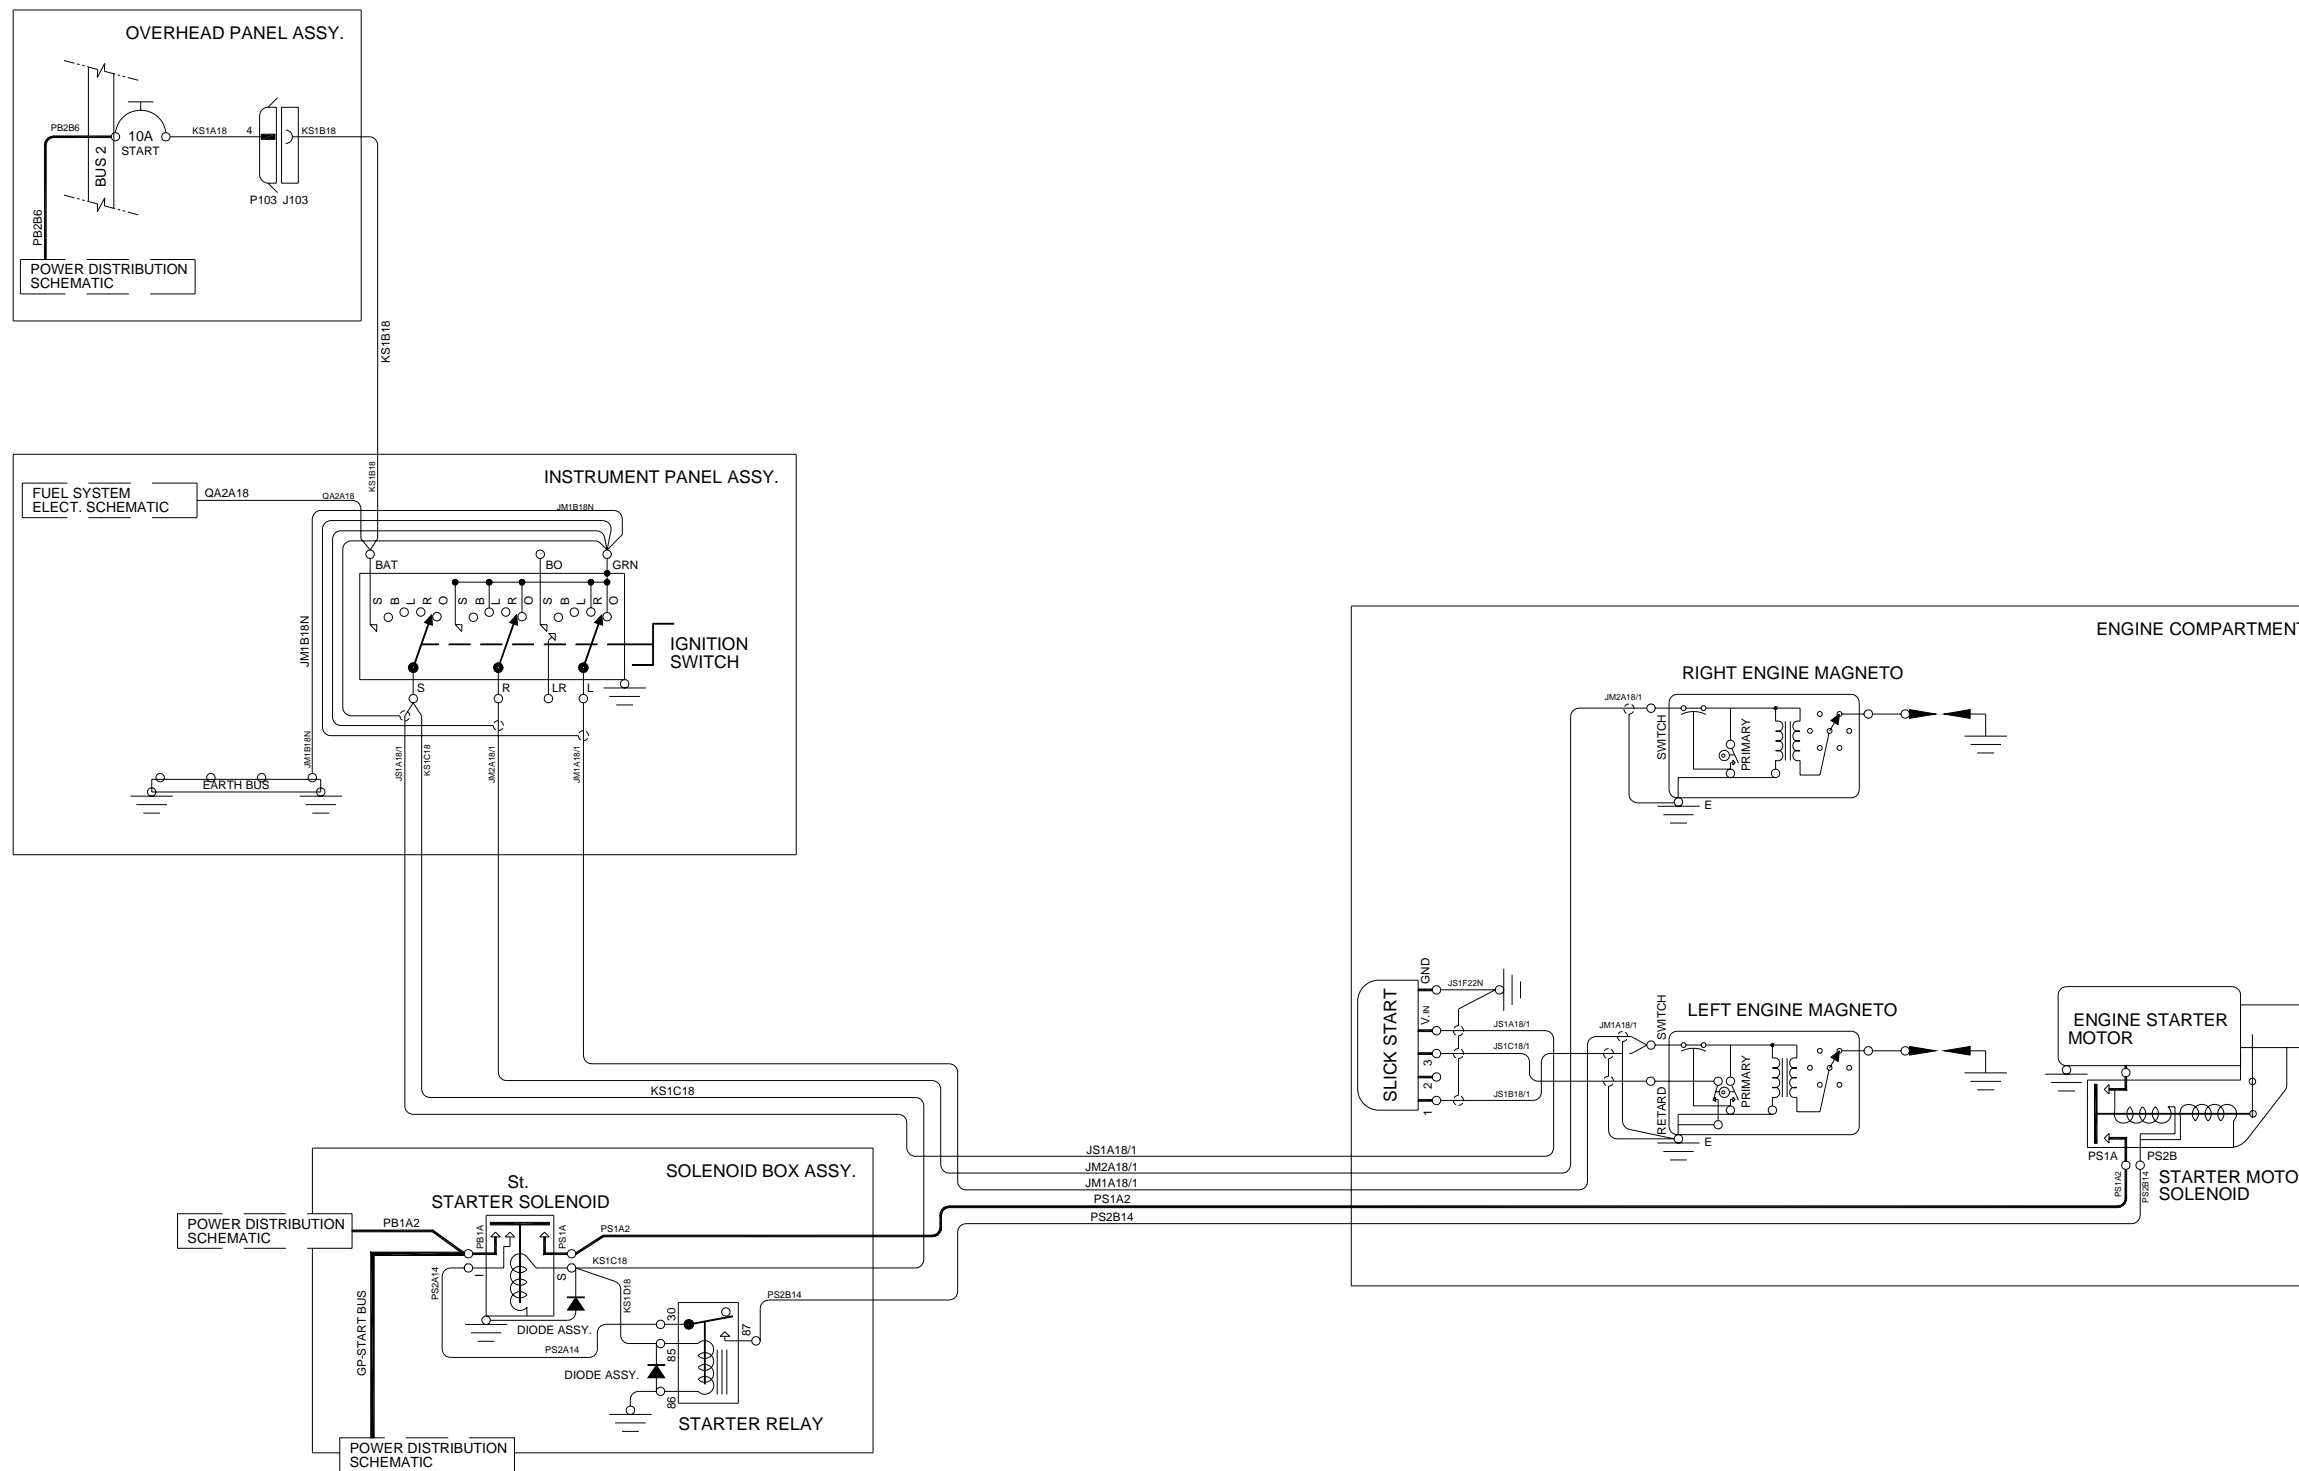 OVERHEAD PANEL ASSY.
PB2B6
BUS 2
10A
START
KS1A18
4
KS1B18
P103 J103
PB2B6
POWER DISTRIBUTION
SCHEMATIC
KS1B18
INSTRUMENT PANEL ASSY.
FUEL SYSTEM
ELECT. SCHEMATIC
QA2A18
QA2A18
KS1B18
JM1B18N
BAT
BO
GRN
S B L R O S B L R O S B L R O
JM1B18N
IGNITION
SWITCH
S
R
LR
L
JM1B18N
JS1A18/1
KS1C18
JM2A18/1
JM1A18/1
EARTH BUS
ENGINE COMPARTMENT
RIGHT ENGINE MAGNETO
JM2A18/1
SWITCH
PRIMARY
E
SLICK START
GND
V.IN
3
2
1
JS1F22N
JS1A18/1
JS1C18/1
JS1B18/1
LEFT ENGINE MAGNETO
JM1A18/1
SWITCH
RETARD
PRIMARY
E
ENGINE STARTER
MOTOR
PS1A
PS2B
PS1A2
PS2B14
STARTER MOTO
SOLENOID
KS1C18
JS1A18/1
JM2A18/1
JM1A18/1
PS1A2
PS2B14
SOLENOID BOX ASSY.
St.
STARTER SOLENOID
POWER DISTRIBUTION
SCHEMATIC
PB1A2
PB1A
PS1A
PS1A2
I
S
KS1C18
PS2A14
KS1D18
PS2B14
DIODE ASSY.
PS2A14
30
85
87
86
DIODE ASSY.
GP-START BUS
STARTER RELAY
POWER DISTRIBUTION
SCHEMATIC